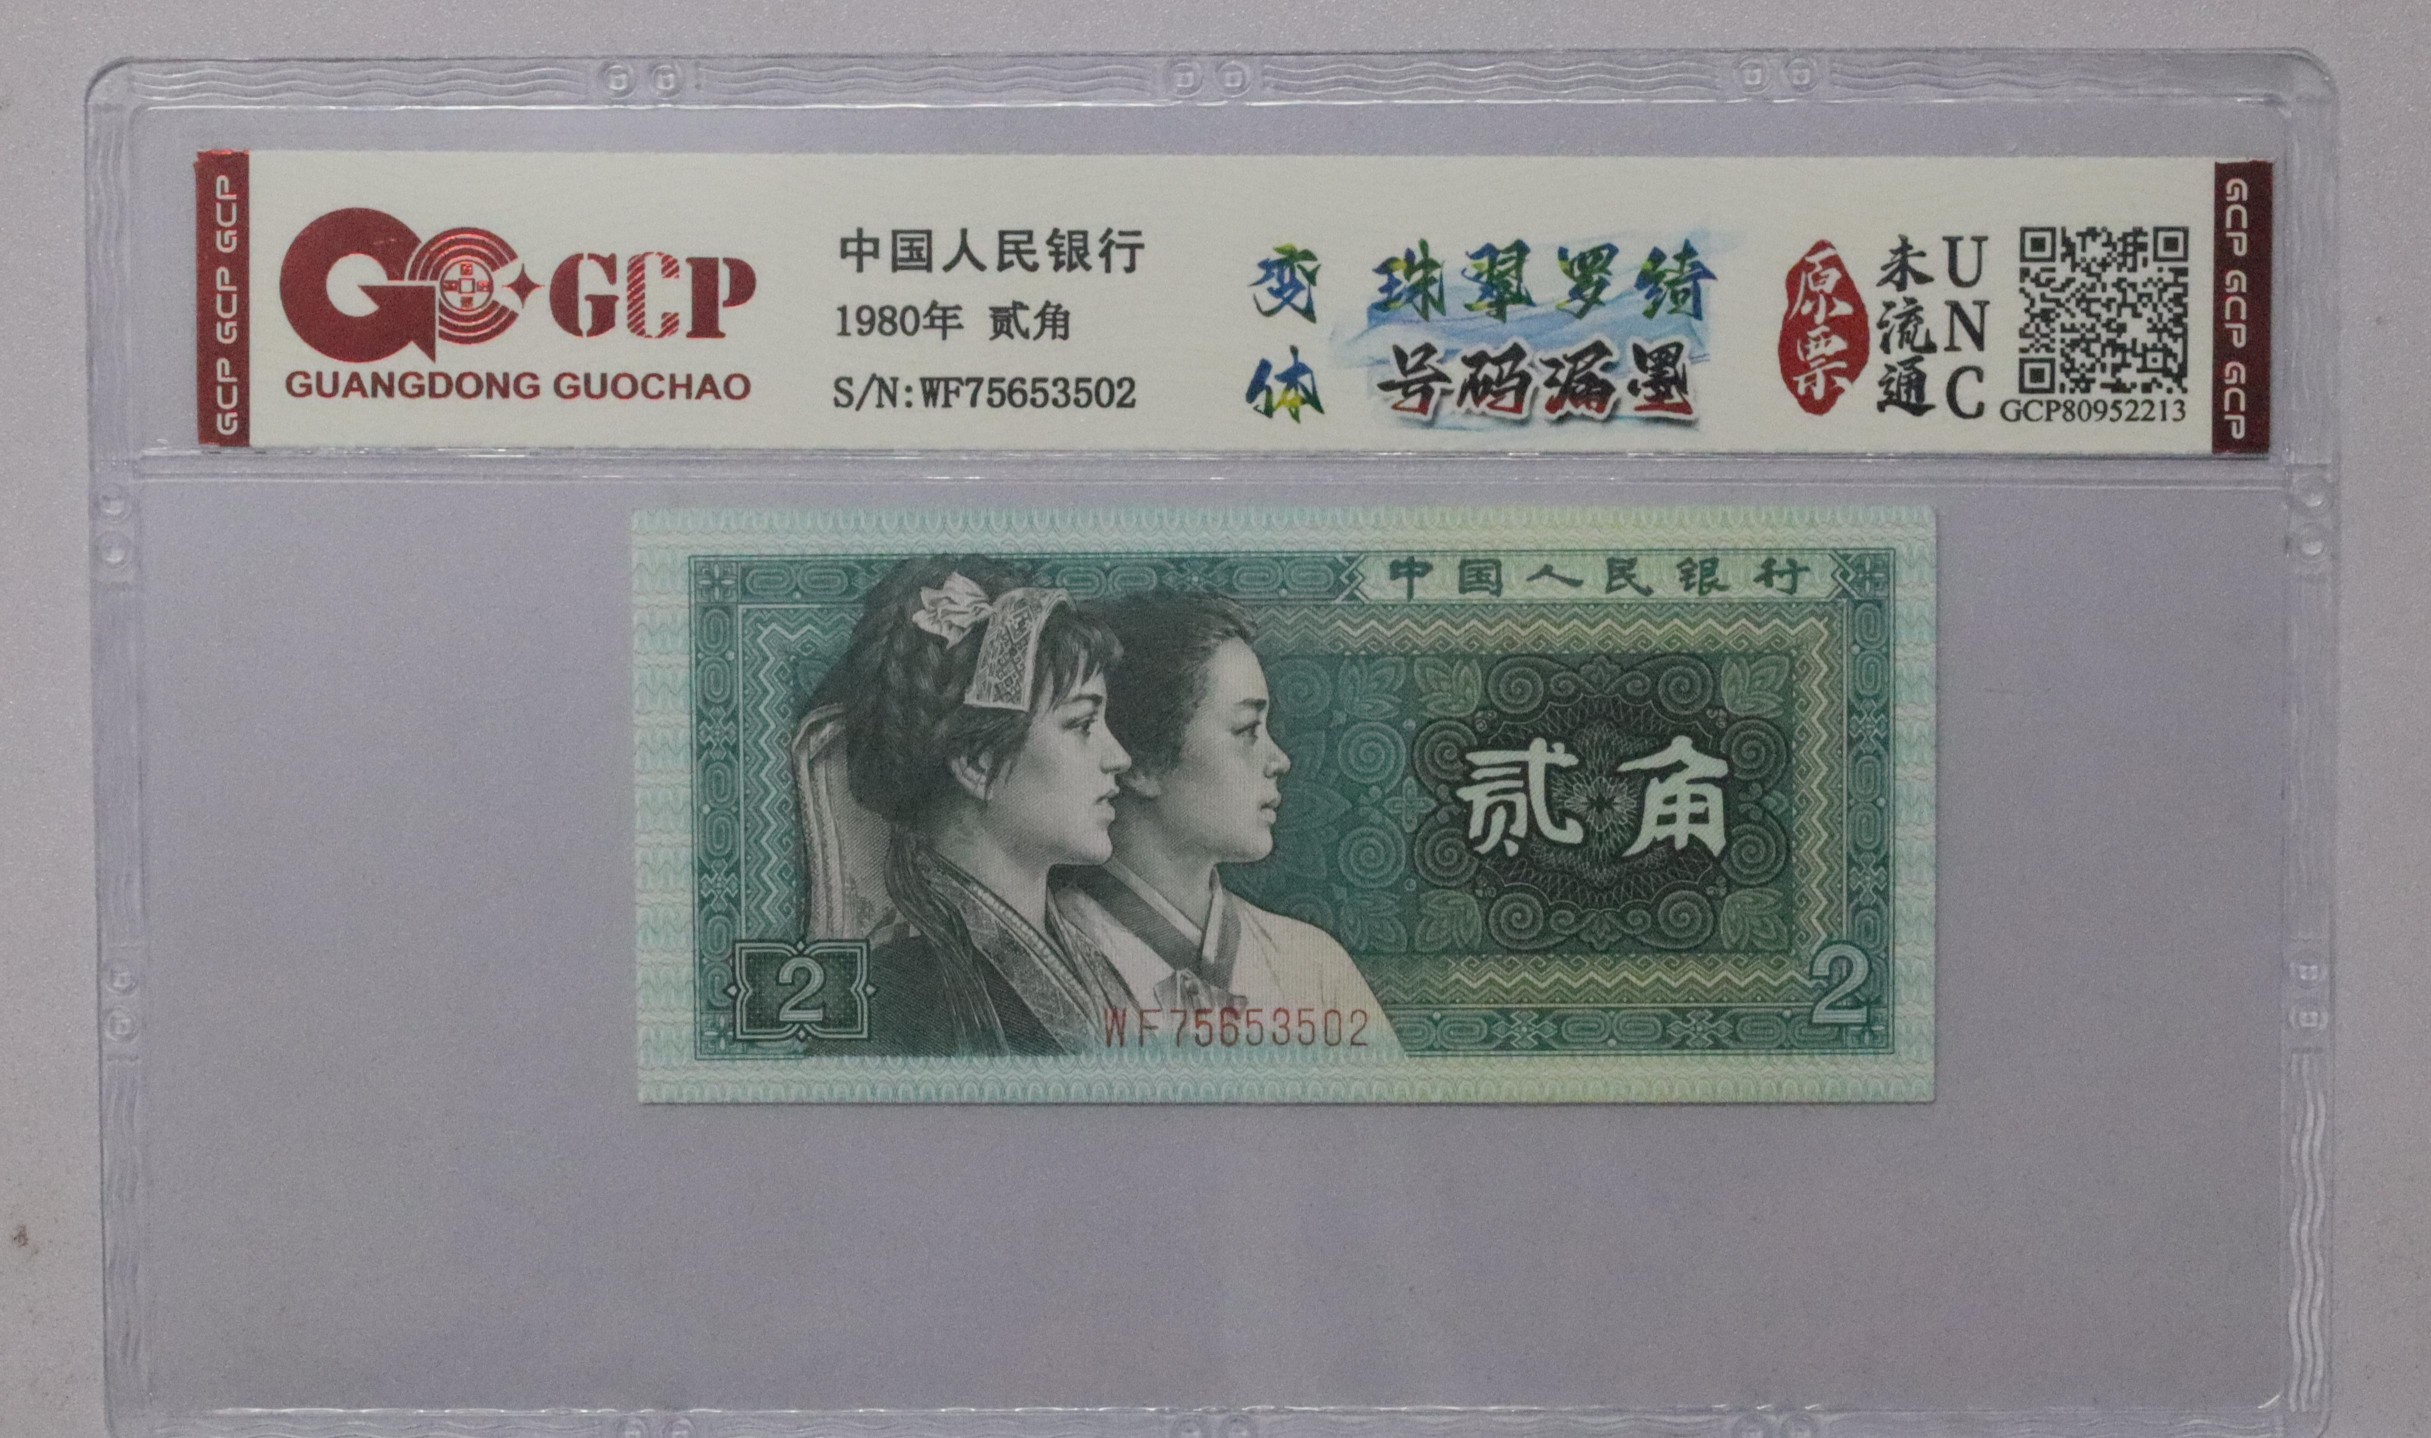 GCP GCP GCP
GCP
GUANGDONG GUOCHAO
中国人民银行
1980年 贰角
S/N:WF75653502
变体
珠翠罗绮
号码漏墨
原票
未流通
UNC
GCP80952213
GCP GCP GCP
中国人民银行
贰角
2
2
WF75653502